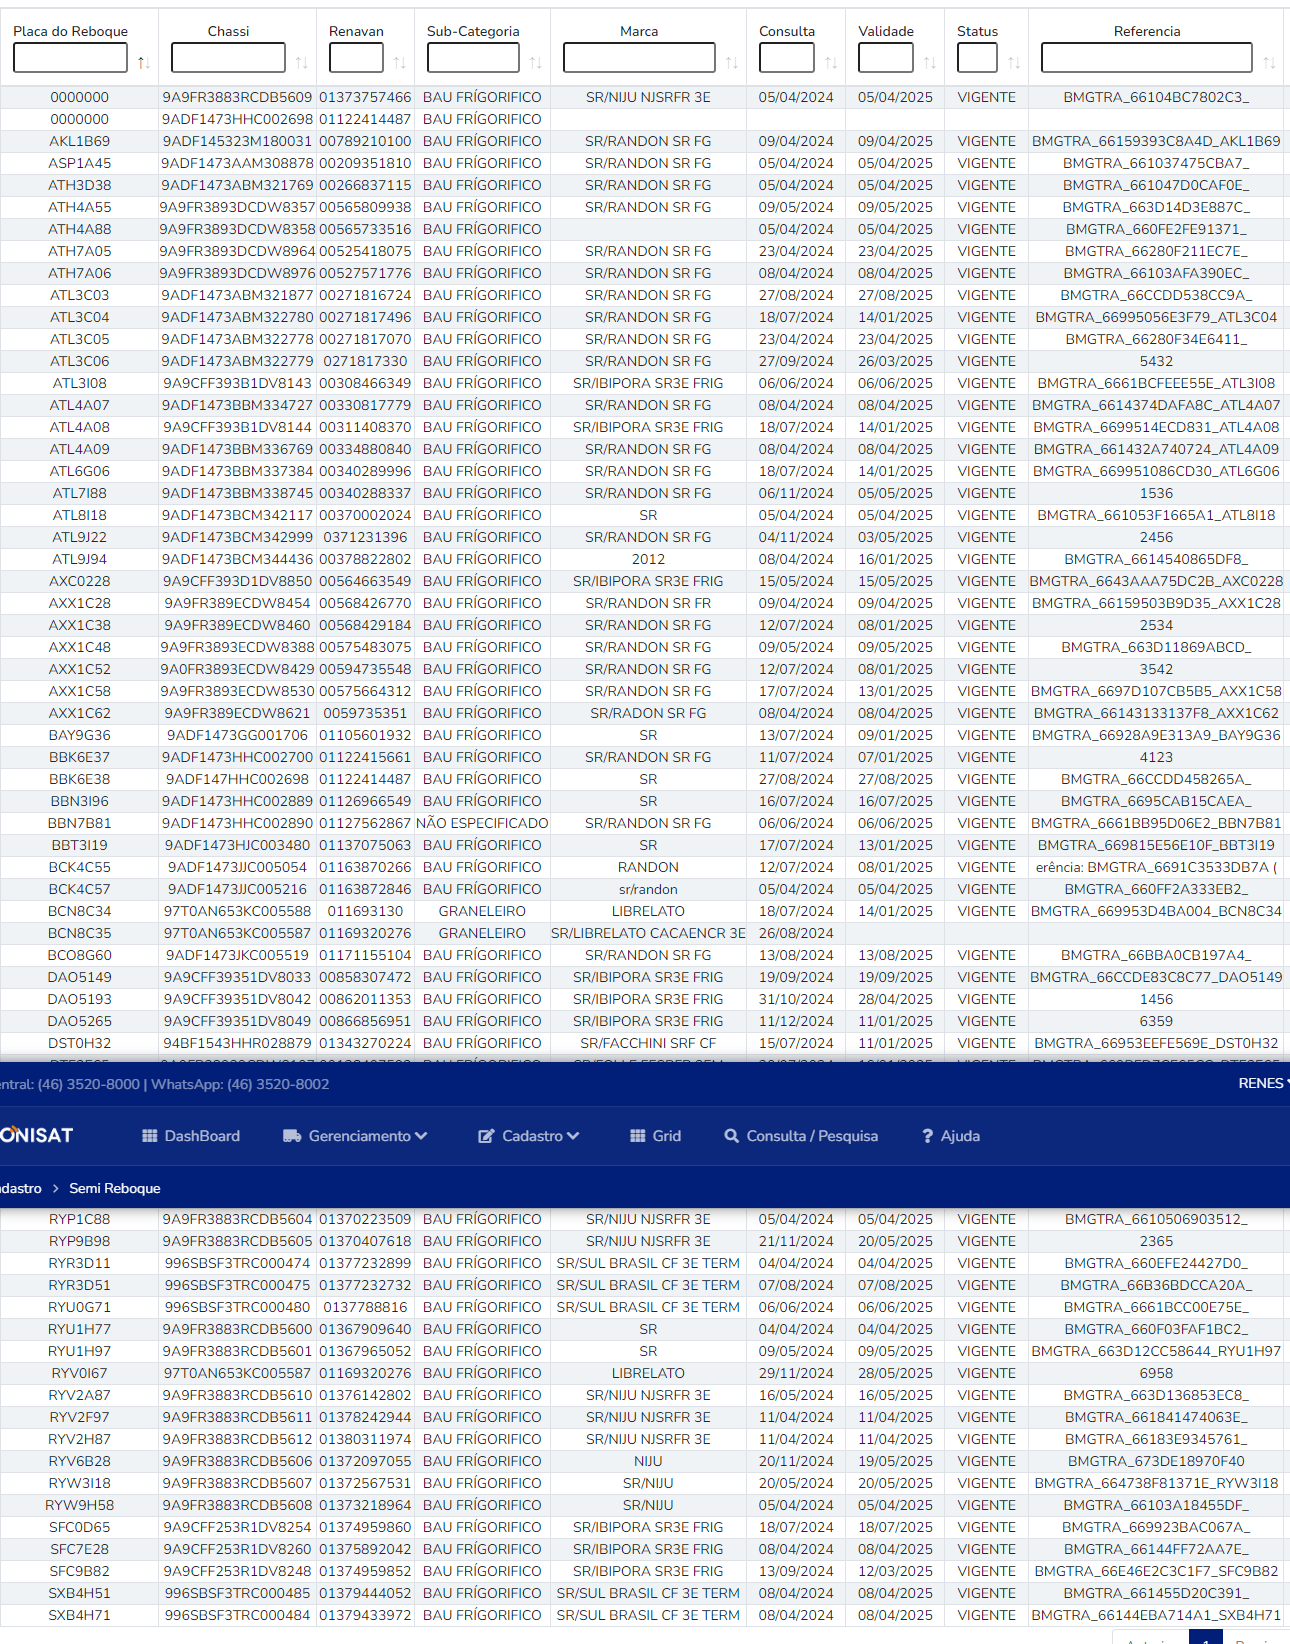 Placa do Reboque Chassi Renavan Sub-Categoria Marca Consulta Validade Status Referencia
0000000 9A9FR3883RCDB5609 01373757466 BAU FRÍGORIFICO SR/NIJU NJSRFR 3E 05/04/2024 05/04/2025 VIGENTE BMGTRA_66104BC7802C3_
0000000 9ADF1473HHC002698 01122414487 BAU FRÍGORIFICO
AKL1B69 9ADF145323M180031 00789210100 BAU FRÍGORIFICO SR/RANDON SR FG 09/04/2024 09/04/2025 VIGENTE BMGTRA_66159393C8A4D_AKL1B69
ASP1A45 9ADF1473AAM308878 00209351810 BAU FRÍGORIFICO SR/RANDON SR FG 05/04/2024 05/04/2025 VIGENTE BMGTRA_661037475CBA7_
ATH3D38 9ADF1473ABM321769 00266837115 BAU FRÍGORIFICO SR/RANDON SR FG 05/04/2024 05/04/2025 VIGENTE BMGTRA_661047D0CAF0E_
ATH4A55 9A9FR3893DCDW8357 00565809938 BAU FRÍGORIFICO SR/RANDON SR FG 09/05/2024 09/05/2025 VIGENTE BMGTRA_663D14D3E887C_
ATH4A88 9A9FR3893DCDW8358 00565733516 BAU FRÍGORIFICO 05/04/2024 05/04/2025 VIGENTE BMGTRA_660FE2FE91371_
ATH7A05 9A9FR3893DCDW8964 00525418075 BAU FRÍGORIFICO SR/RANDON SR FG 23/04/2024 23/04/2025 VIGENTE BMGTRA_66280F211EC7E_
ATH7A06 9A9FR3893DCDW8976 00527571776 BAU FRÍGORIFICO SR/RANDON SR FG 08/04/2024 08/04/2025 VIGENTE BMGTRA_66103AFA390EC_
ATL3C03 9ADF1473ABM321877 00271816724 BAU FRÍGORIFICO SR/RANDON SR FG 27/08/2024 27/08/2025 VIGENTE BMGTRA_66CCDD538CC9A_
ATL3C04 9ADF1473ABM322780 00271817496 BAU FRÍGORIFICO SR/RANDON SR FG 18/07/2024 14/01/2025 VIGENTE BMGTRA_66995056E3F79_ATL3C04
ATL3C05 9ADF1473ABM322778 00271817070 BAU FRÍGORIFICO SR/RANDON SR FG 23/04/2024 23/04/2025 VIGENTE BMGTRA_66280F34E6411_
ATL3C06 9ADF1473ABM322779 0271817330 BAU FRÍGORIFICO SR/RANDON SR FG 27/09/2024 26/03/2025 VIGENTE 5432
ATL3I08 9A9CFF393B1DV8143 00308466349 BAU FRÍGORIFICO SR/IBIPORA SR3E FRIG 06/06/2024 06/06/2025 VIGENTE BMGTRA_6661BCFEEE55E_ATL3I08
ATL4A07 9ADF1473BBM334727 00330817779 BAU FRÍGORIFICO SR/RANDON SR FG 08/04/2024 08/04/2025 VIGENTE BMGTRA_6614374DAFA8C_ATL4A07
ATL4A08 9A9CFF393B1DV8144 00311408370 BAU FRÍGORIFICO SR/IBIPORA SR3E FRIG 18/07/2024 14/01/2025 VIGENTE BMGTRA_6699514ECD831_ATL4A08
ATL4A09 9ADF1473BBM336769 00334880840 BAU FRÍGORIFICO SR/RANDON SR FG 08/04/2024 08/04/2025 VIGENTE BMGTRA_661432A740724_ATL4A09
ATL6G06 9ADF1473BBM337384 00340289996 BAU FRÍGORIFICO SR/RANDON SR FG 18/07/2024 14/01/2025 VIGENTE BMGTRA_669951086CD30_ATL6G06
ATL7I88 9ADF1473BBM338745 00340288337 BAU FRÍGORIFICO SR/RANDON SR FG 06/11/2024 05/05/2025 VIGENTE 1536
ATL8I18 9ADF1473BCM342117 00370002024 BAU FRÍGORIFICO SR 05/04/2024 05/04/2025 VIGENTE BMGTRA_661053F1665A1_ATL8I18
ATL9J22 9ADF1473BCM342999 0371231396 BAU FRÍGORIFICO SR/RANDON SR FG 04/11/2024 03/05/2025 VIGENTE 2456
ATL9J94 9ADF1473BCM344436 00378822802 BAU FRÍGORIFICO 2012 08/04/2024 16/01/2025 VIGENTE BMGTRA_6614540865DF8_
AXC0228 9A9CFF393D1DV8850 00564663549 BAU FRÍGORIFICO SR/IBIPORA SR3E FRIG 15/05/2024 15/05/2025 VIGENTE BMGTRA_6643AAA75DC2B_AXC0228
AXX1C28 9A9FR389ECDW8454 00568426770 BAU FRÍGORIFICO SR/RANDON SR FR 09/04/2024 09/04/2025 VIGENTE BMGTRA_66159503B9D35_AXX1C28
AXX1C38 9A9FR389ECDW8460 00568429184 BAU FRÍGORIFICO SR/RANDON SR FG 12/07/2024 08/01/2025 VIGENTE 2534
AXX1C48 9A9FR3893ECDW8388 00575483075 BAU FRÍGORIFICO SR/RANDON SR FG 09/05/2024 09/05/2025 VIGENTE BMGTRA_663D11869ABCD_
AXX1C52 9A0FR3893ECDW8429 00594735548 BAU FRÍGORIFICO SR/RANDON SR FG 12/07/2024 08/01/2025 VIGENTE 3542
AXX1C58 9A9FR3893ECDW8530 00575664312 BAU FRÍGORIFICO SR/RANDON SR FG 17/07/2024 13/01/2025 VIGENTE BMGTRA_6697D107CB5B5_AXX1C58
AXX1C62 9A9FR389ECDW8621 0059735351 BAU FRÍGORIFICO SR/RADON SR FG 08/04/2024 08/04/2025 VIGENTE BMGTRA_66143133137F8_AXX1C62
BAY9G36 9ADF1473GG001706 01105601932 BAU FRÍGORIFICO SR 13/07/2024 09/01/2025 VIGENTE BMGTRA_66928A9E313A9_BAY9G36
BBK6E37 9ADF1473HHC002700 01122415661 BAU FRÍGORIFICO SR/RANDON SR FG 11/07/2024 07/01/2025 VIGENTE 4123
BBK6E38 9ADF147HHC002698 01122414487 BAU FRÍGORIFICO SR 27/08/2024 27/08/2025 VIGENTE BMGTRA_66CCDD458265A_
BBN3I96 9ADF1473HHC002889 01126966549 BAU FRÍGORIFICO SR 16/07/2024 16/07/2025 VIGENTE BMGTRA_6695CAB15CAEA_
BBN7B81 9ADF1473HHC002890 01127562867 NÃO ESPECIFICADO SR/RANDON SR FG 06/06/2024 06/06/2025 VIGENTE BMGTRA_6661BB95D06E2_BBN7B81
BBT3I19 9ADF1473HJC003480 01137075063 BAU FRÍGORIFICO SR 17/07/2024 13/01/2025 VIGENTE BMGTRA_669815E56E10F_BBT3I19
BCK4C55 9ADF1473JJC005054 01163870266 BAU FRÍGORIFICO RANDON 12/07/2024 08/01/2025 VIGENTE erência: BMGTRA_6691C3533DB7A (
BCK4C57 9ADF1473JJC005216 01163872846 BAU FRÍGORIFICO sr/randon 05/04/2024 05/04/2025 VIGENTE BMGTRA_660FF2A333EB2_
BCN8C34 97T0AN653KC005588 011693130 GRANELEIRO LIBRELATO 18/07/2024 14/01/2025 VIGENTE BMGTRA_669953D4BA004_BCN8C34
BCN8C35 97T0AN653KC005587 01169320276 GRANELEIRO SR/LIBRELATO CACAENCR 3E 26/08/2024
BCO8G60 9ADF1473JKC005519 01171155104 BAU FRÍGORIFICO SR/RANDON SR FG 13/08/2024 13/08/2025 VIGENTE BMGTRA_66BBA0CB197A4_
DAO5149 9A9CFF39351DV8033 00858307472 BAU FRÍGORIFICO SR/IBIPORA SR3E FRIG 19/09/2024 19/09/2025 VIGENTE BMGTRA_66CCDE83C8C77_DAO5149
DAO5193 9A9CFF39351DV8042 00862011353 BAU FRÍGORIFICO SR/IBIPORA SR3E FRIG 31/10/2024 28/04/2025 VIGENTE 1456
DAO5265 9A9CFF39351DV8049 00866856951 BAU FRÍGORIFICO SR/IBIPORA SR3E FRIG 11/12/2024 11/01/2025 VIGENTE 6359
DST0H32 94BF1543HHR028879 01343270224 BAU FRÍGORIFICO SR/FACCHINI SRF CF 15/07/2024 11/01/2025 VIGENTE BMGTRA_66953EEFE569E_DST0H32
entral: (46) 3520-8000 | WhatsApp: (46) 3520-8002 RENES
ONISAT DashBoard Gerenciamento Cadastro Grid Consulta / Pesquisa Ajuda
adastro > Semi Reboque
RYP1C88 9A9FR3883RCDB5604 01370223509 BAU FRÍGORIFICO SR/NIJU NJSRFR 3E 05/04/2024 05/04/2025 VIGENTE BMGTRA_6610506903512_
RYP9B98 9A9FR3883RCDB5605 01370407618 BAU FRÍGORIFICO SR/NIJU NJSRFR 3E 21/11/2024 20/05/2025 VIGENTE 2365
RYR3D11 996SBSF3TRC000474 01377232899 BAU FRÍGORIFICO SR/SUL BRASIL CF 3E TERM 04/04/2024 04/04/2025 VIGENTE BMGTRA_660EFE24427D0_
RYR3D51 996SBSF3TRC000475 01377232732 BAU FRÍGORIFICO SR/SUL BRASIL CF 3E TERM 07/08/2024 07/08/2025 VIGENTE BMGTRA_66B36BDCCA20A_
RYU0G71 996SBSF3TRC000480 0137788816 BAU FRÍGORIFICO SR/SUL BRASIL CF 3E TERM 06/06/2024 06/06/2025 VIGENTE BMGTRA_6661BCC00E75E_
RYU1H77 9A9FR3883RCDB5600 01367909640 BAU FRÍGORIFICO SR 04/04/2024 04/04/2025 VIGENTE BMGTRA_660F03FAF1BC2_
RYU1H97 9A9FR3883RCDB5601 01367965052 BAU FRÍGORIFICO SR 09/05/2024 09/05/2025 VIGENTE BMGTRA_663D12CC58644_RYU1H97
RYV0I67 97T0AN653KC005587 01169320276 BAU FRÍGORIFICO LIBRELATO 29/11/2024 28/05/2025 VIGENTE 6958
RYV2A87 9A9FR3883RCDB5610 01376142802 BAU FRÍGORIFICO SR/NIJU NJSRFR 3E 16/05/2024 16/05/2025 VIGENTE BMGTRA_663D136853EC8_
RYV2F97 9A9FR3883RCDB5611 01378242944 BAU FRÍGORIFICO SR/NIJU NJSRFR 3E 11/04/2024 11/04/2025 VIGENTE BMGTRA_661841474063E_
RYV2H87 9A9FR3883RCDB5612 01380311974 BAU FRÍGORIFICO SR/NIJU NJSRFR 3E 11/04/2024 11/04/2025 VIGENTE BMGTRA_66183E9345761_
RYV6B28 9A9FR3883RCDB5606 01372097055 BAU FRÍGORIFICO NIJU 20/11/2024 19/05/2025 VIGENTE BMGTRA_673DE18970F40
RYW3I18 9A9FR3883RCDB5607 01372567531 BAU FRÍGORIFICO SR/NIJU 20/05/2024 20/05/2025 VIGENTE BMGTRA_664738F81371E_RYW3I18
RYW9H58 9A9FR3883RCDB5608 01373218964 BAU FRÍGORIFICO SR/NIJU 05/04/2024 05/04/2025 VIGENTE BMGTRA_66103A18455DF_
SFC0D65 9A9CFF253R1DV8254 01374959860 BAU FRÍGORIFICO SR/IBIPORA SR3E FRIG 18/07/2024 18/07/2025 VIGENTE BMGTRA_669923BAC067A_
SFC7E28 9A9CFF253R1DV8260 01375892042 BAU FRÍGORIFICO SR/IBIPORA SR3E FRIG 08/04/2024 08/04/2025 VIGENTE BMGTRA_66144FF72AA7E_
SFC9B82 9A9CFF253R1DV8248 01374959852 BAU FRÍGORIFICO SR/IBIPORA SR3E FRIG 13/09/2024 12/03/2025 VIGENTE BMGTRA_66E46E2C3C1F7_SFC9B82
SXB4H51 996SBSF3TRC000485 01379444052 BAU FRÍGORIFICO SR/SUL BRASIL CF 3E TERM 08/04/2024 08/04/2025 VIGENTE BMGTRA_661455D20C391_
SXB4H71 996SBSF3TRC000484 01379433972 BAU FRÍGORIFICO SR/SUL BRASIL CF 3E TERM 08/04/2024 08/04/2025 VIGENTE BMGTRA_66144EBA714A1_SXB4H71